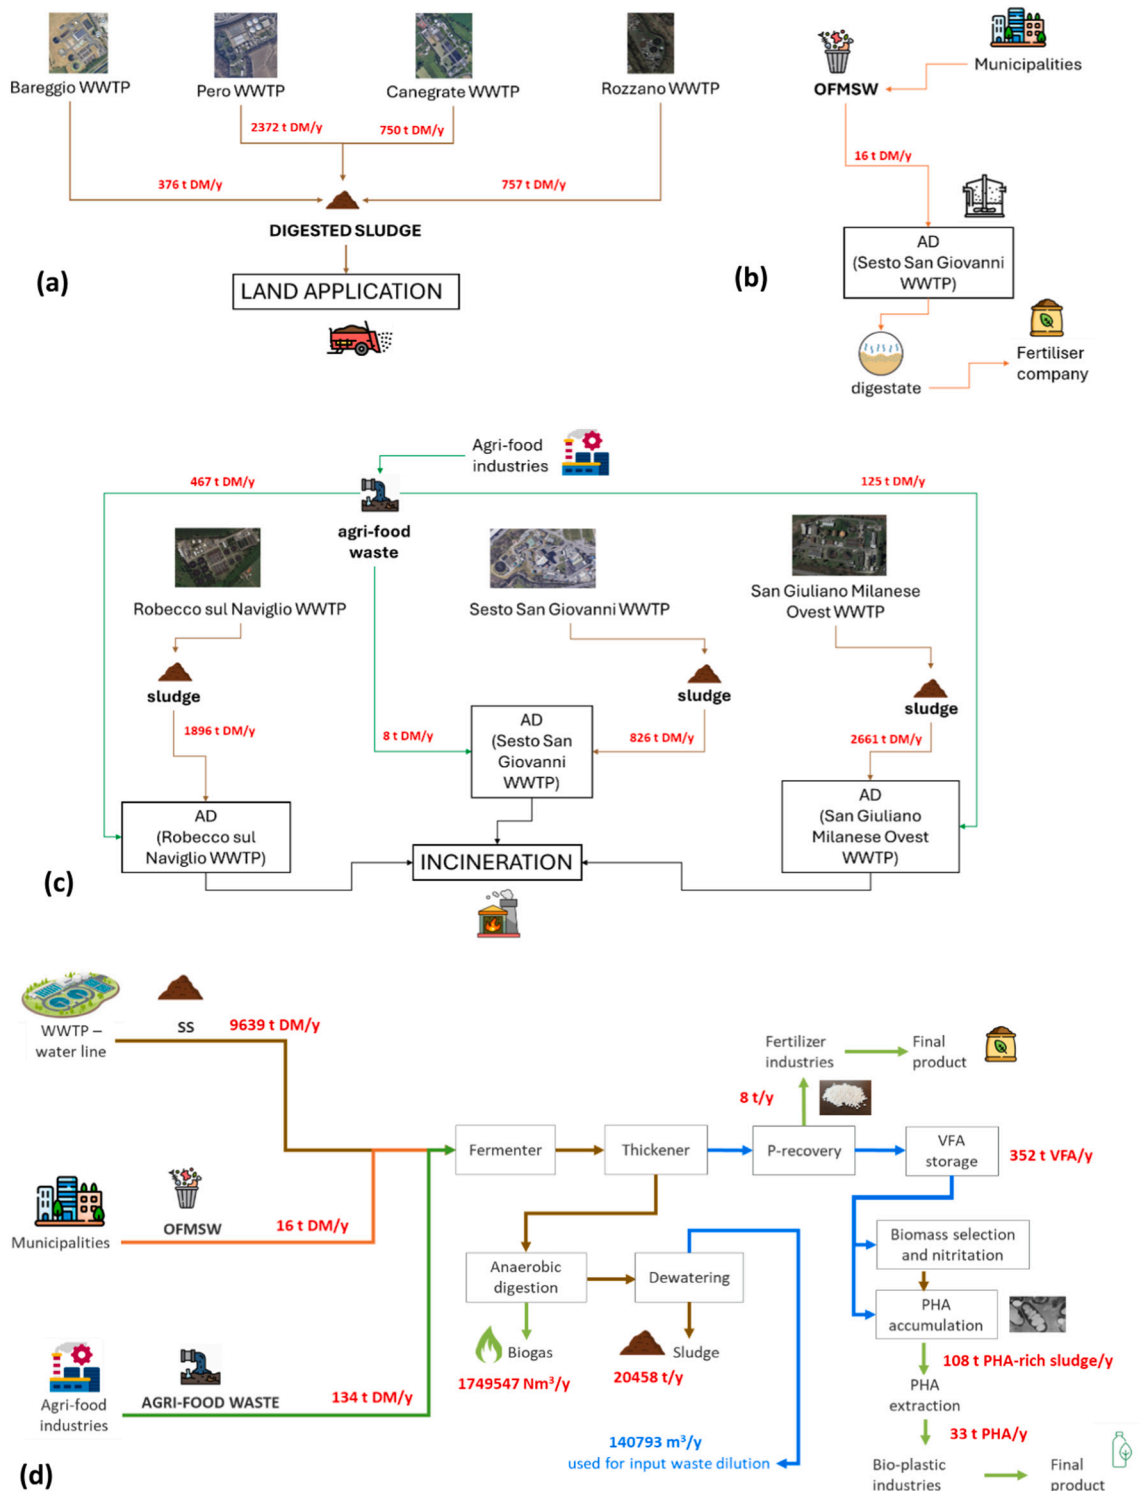 Bareggio WWTP
Pero WWTP
Canegrate WWTP
Rozzano WWTP
2372 t DM/y
750 t DM/y
376 t DM/y
757 t DM/y
DIGESTED SLUDGE
LAND APPLICATION
(a)
Municipalities
OFMSW
16 t DM/y
AD
(Sesto San Giovanni
WWTP)
(b)
digestate
Fertiliser
company
Agri-food
industries
467 t DM/y
125 t DM/y
agri-food
waste
Robecco sul Naviglio WWTP
Sesto San Giovanni WWTP
San Giuliano Milanese
Ovest WWTP
sludge
sludge
sludge
1896 t DM/y
8 t DM/y
826 t DM/y
2661 t DM/y
AD
(Robecco sul
Naviglio WWTP)
AD
(Sesto San
Giovanni
WWTP)
AD
(San Giuliano
Milanese Ovest
WWTP)
INCINERATION
(c)
WWTP –
water line
SS
9639 t DM/y
Municipalities
OFMSW
16 t DM/y
Agri-food
industries
AGRI-FOOD WASTE
134 t DM/y
Fermenter
Thickener
P-recovery
VFA
storage
352 t VFA/y
8 t/y
Fertilizer
industries
Final
product
Anaerobic
digestion
Dewatering
Biogas
1749547 Nm³/y
Sludge
20458 t/y
140793 m³/y
used for input waste dilution
Biomass selection
and nitritation
PHA
accumulation
108 t PHA-rich sludge/y
PHA
extraction
33 t PHA/y
Bio-plastic
industries
Final
product
(d)